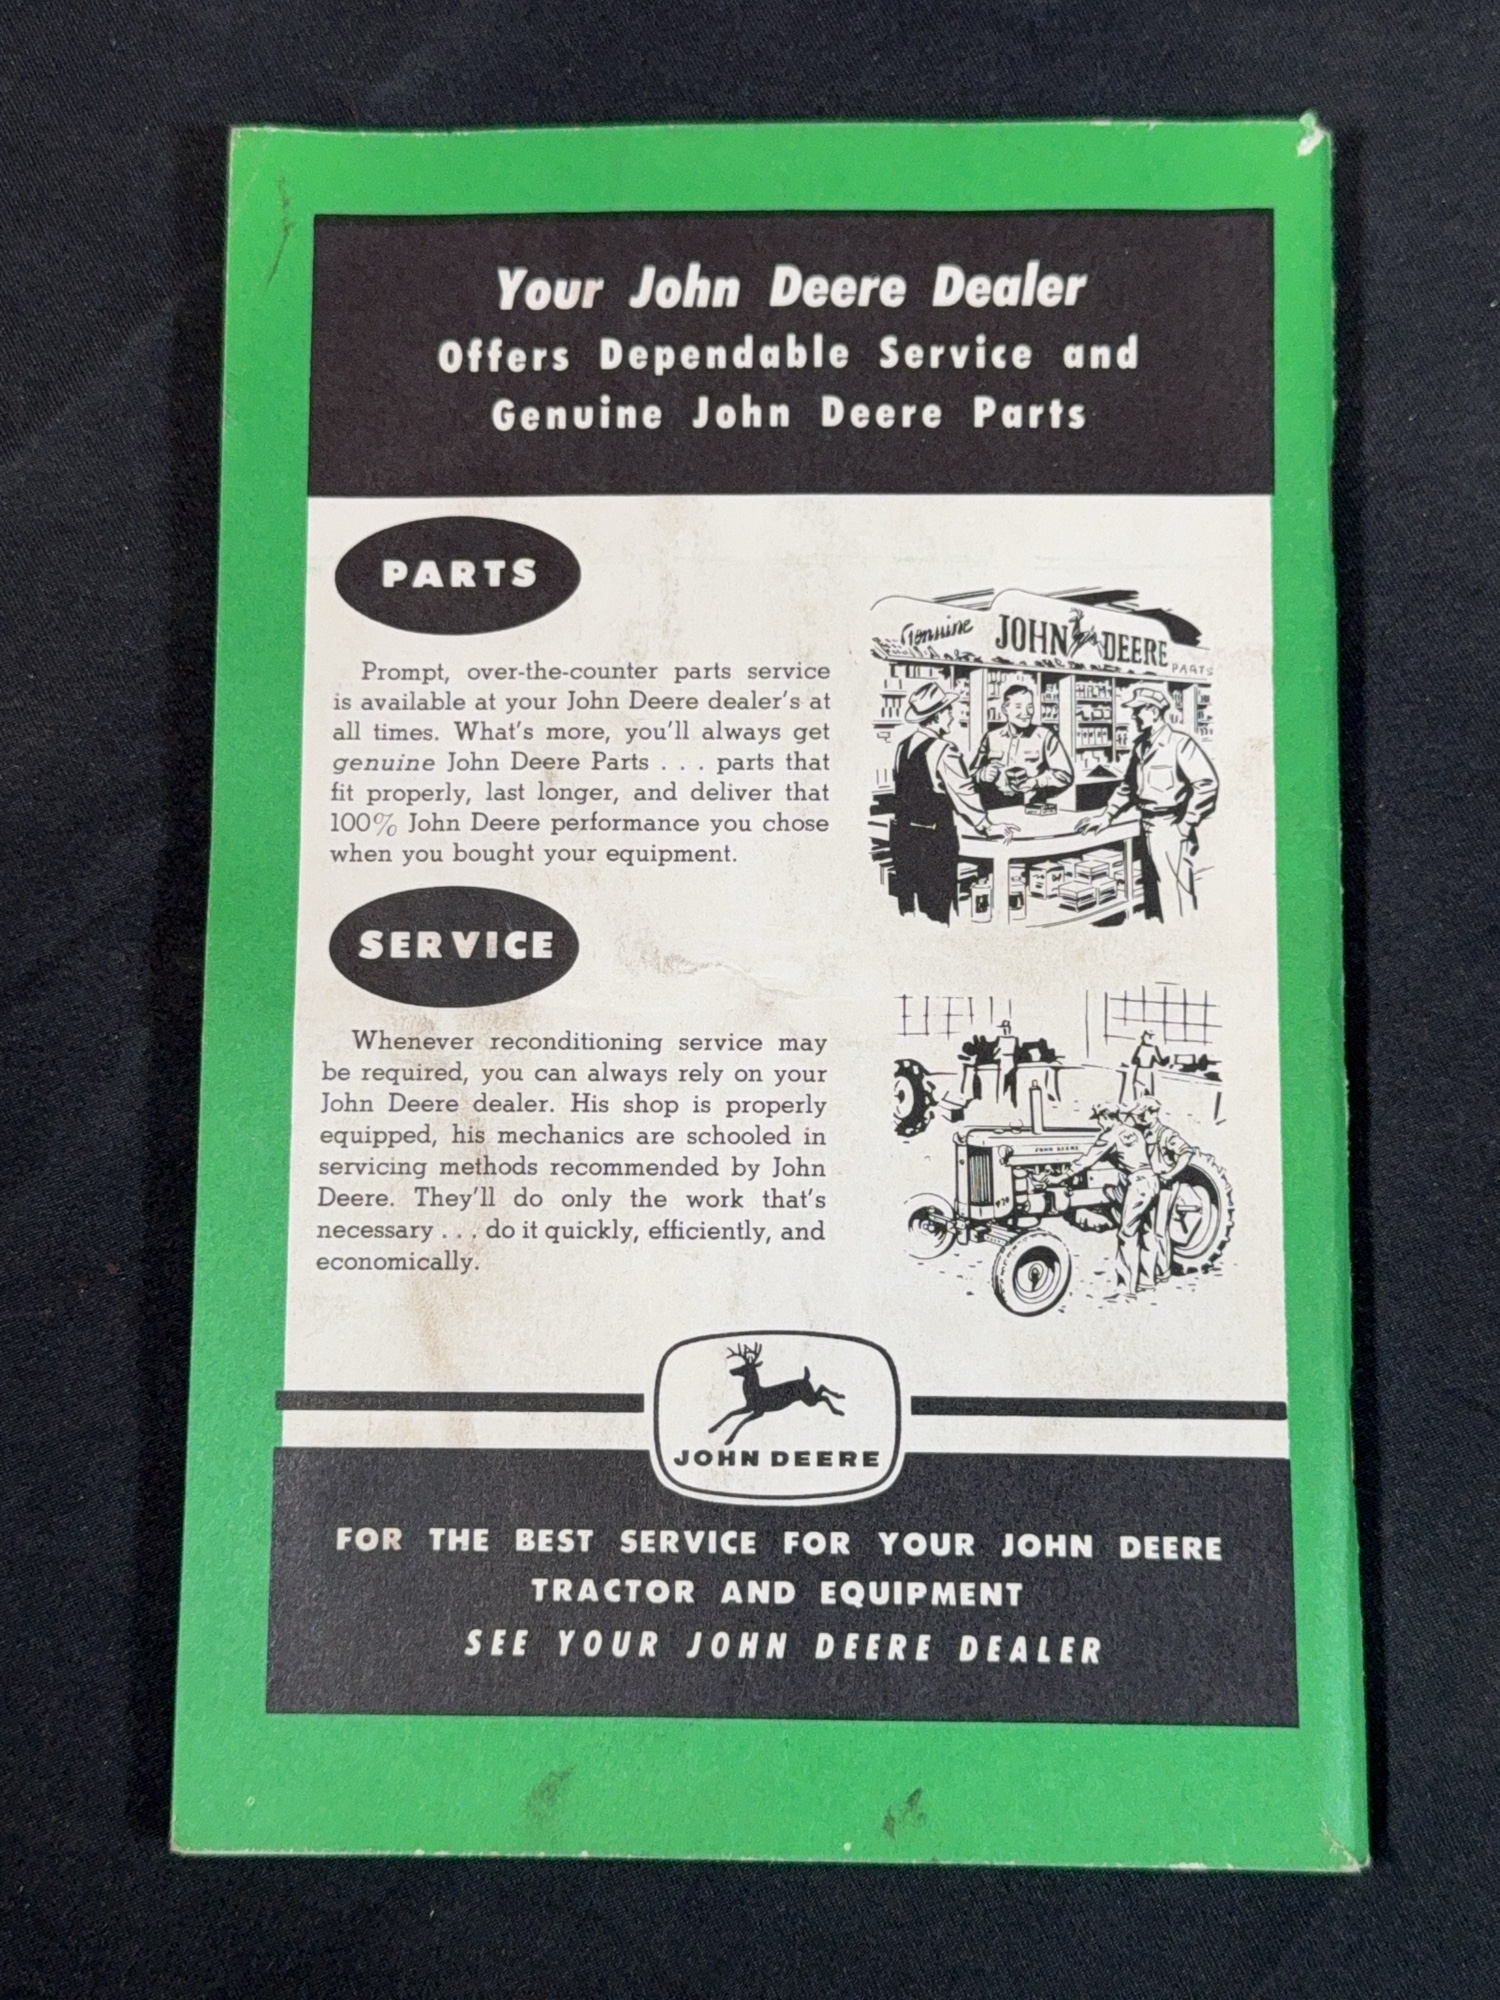 Your John Deere Dealer
Offers Dependable Service and
Genuine John Deere Parts
PARTS
Prompt, over-the-counter parts service
is available at your John Deere dealer's at
all times. What's more, you'll always get
genuine John Deere Parts . . . parts that
fit properly, last longer, and deliver that
100% John Deere performance you chose
when you bought your equipment.
Genuine JOHN DEERE PARTS
SERVICE
Whenever reconditioning service may
be required, you can always rely on your
John Deere dealer. His shop is properly
equipped, his mechanics are schooled in
servicing methods recommended by John
Deere. They'll do only the work that's
necessary . . . do it quickly, efficiently, and
economically.
JOHN DEERE
JOHN DEERE
FOR THE BEST SERVICE FOR YOUR JOHN DEERE
TRACTOR AND EQUIPMENT
SEE YOUR JOHN DEERE DEALER